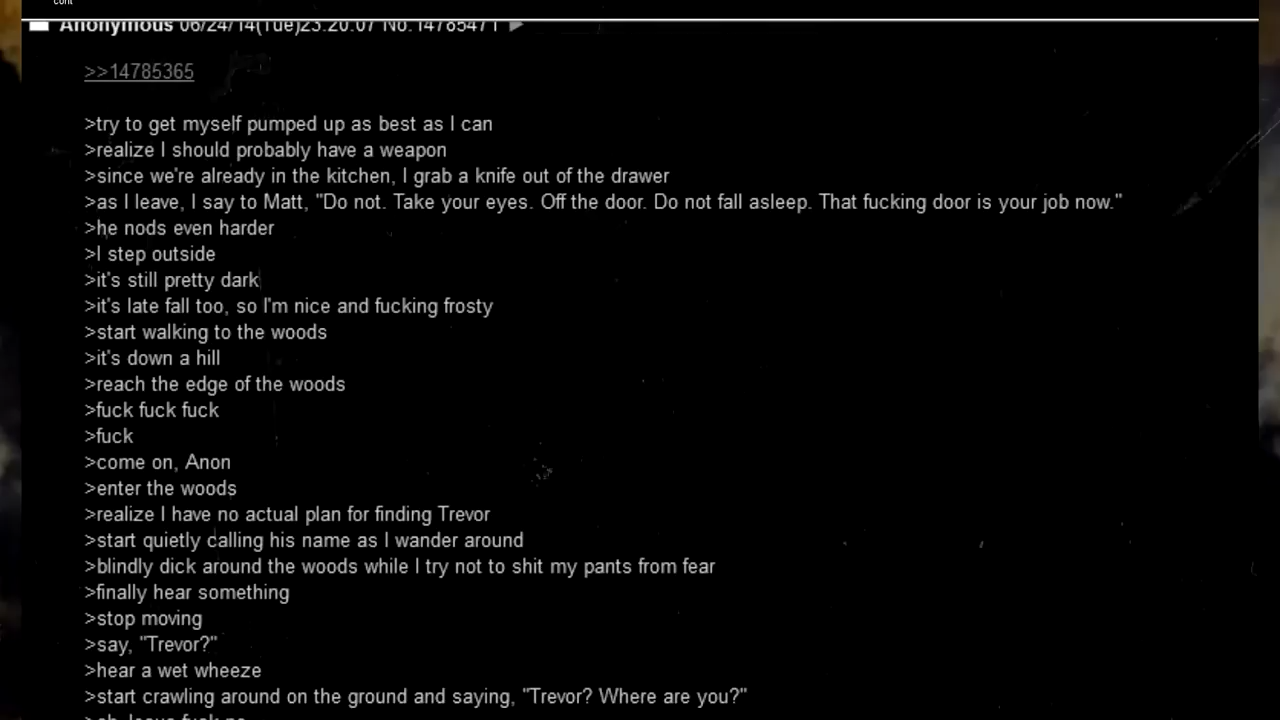 cont
Anonymous 06/24/14(Tue)23:20:07 No.14785471 ▶
>>14785365
>try to get myself pumped up as best as I can
>realize I should probably have a weapon
>since we're already in the kitchen, I grab a knife out of the drawer
>as I leave, I say to Matt, "Do not. Take your eyes. Off the door. Do not fall asleep. That fucking door is your job now."
>he nods even harder
>I step outside
>it's still pretty dark
>it's late fall too, so I'm nice and fucking frosty
>start walking to the woods
>it's down a hill
>reach the edge of the woods
>fuck fuck fuck
>fuck
>come on, Anon
>enter the woods
>realize I have no actual plan for finding Trevor
>start quietly calling his name as I wander around
>blindly dick around the woods while I try not to shit my pants from fear
>finally hear something
>stop moving
>say, "Trevor?"
>hear a wet wheeze
>start crawling around on the ground and saying, "Trevor? Where are you?"